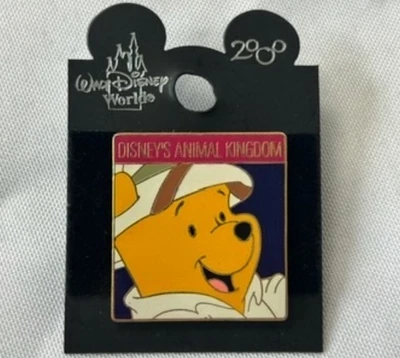 WALT DISNEY
World®
2000
DISNEY'S ANIMAL KINGDOM